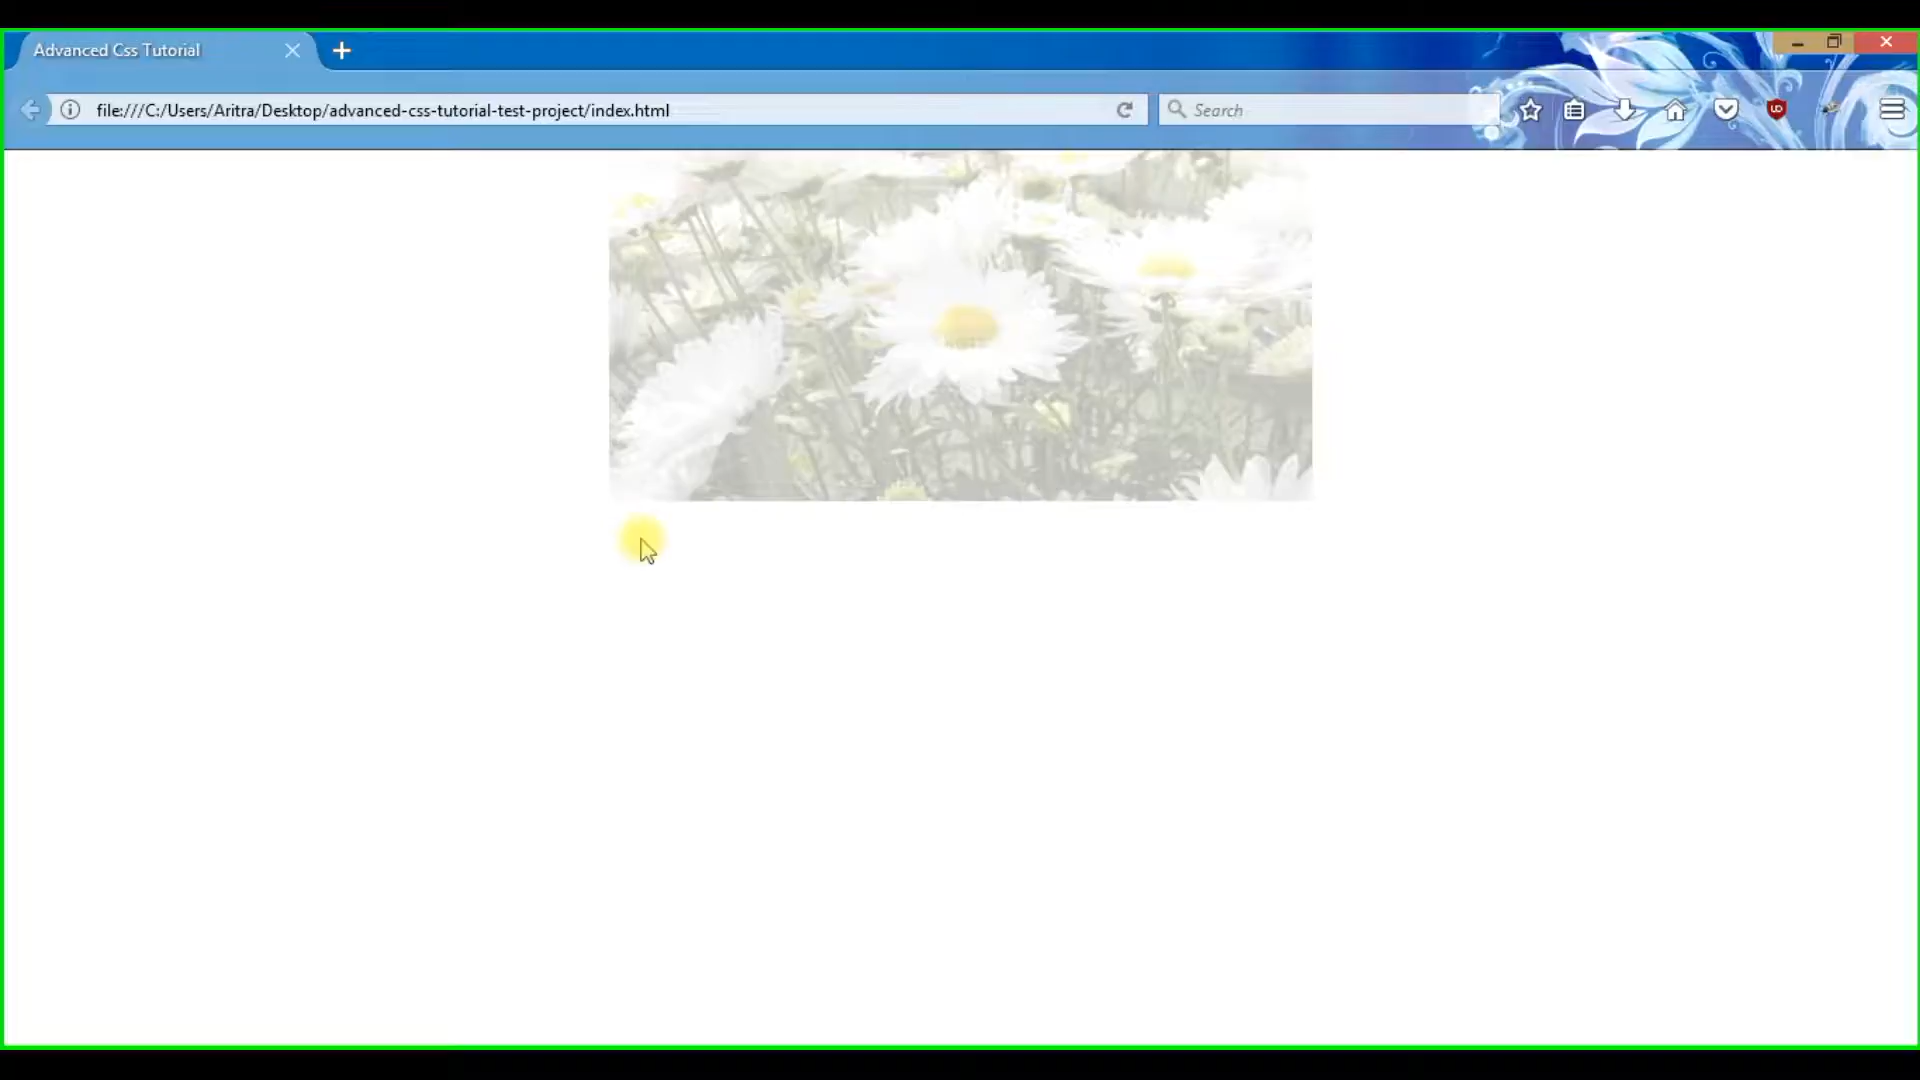 Advanced Css Tutorial
file:///C:/Users/Aritra/Desktop/advanced-css-tutorial-test-project/index.html
Search